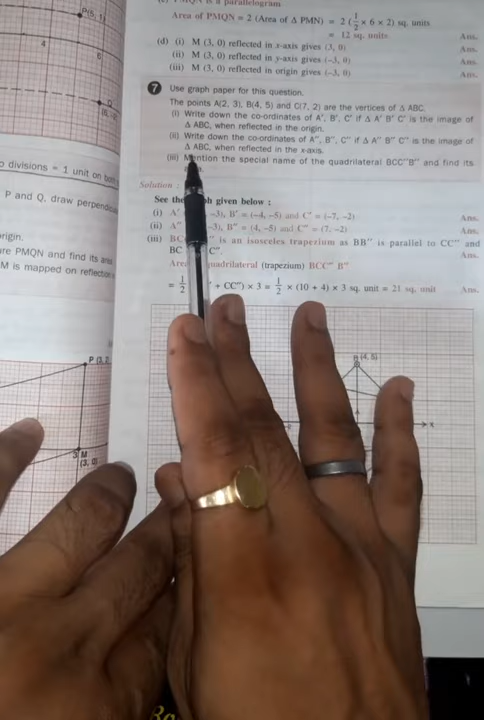 P(5, 1)
4
6
divisions = 1 unit on
P and Q, draw
rigin.
re PMQN and find its area
M is mapped on reflection
P (3, 2)
3 M
(3, 0)
PMQN is a parallelogram
Area of PMQN = 2 (Area of Δ PMN) = 2 (1/2 × 6 × 2) sq. units
= 12 sq. units Ans.
(d) (i) M (3, 0) reflected in x-axis gives (3, 0) Ans.
(ii) M (3, 0) reflected in y-axis gives (-3, 0) Ans.
(iii) M (3, 0) reflected in origin gives (-3, 0) Ans.
7 Use graph paper for this question.
The points A(2, 3), B(4, 5) and C(7, 2) are the vertices of Δ ABC.
(i) Write down the co-ordinates of A', B', C' if Δ A' B' C' is the image of
Δ ABC, when reflected in the origin.
(ii) Write down the co-ordinates of A", B", C" if Δ A" B" C" is the image of
Δ ABC, when reflected in the x-axis.
(iii) Mention the special name of the quadrilateral BCC"B" and find its
Solution :
See the given below :
(i) A' -3), B' = (-4, -5) and C' = (-7, -2) Ans.
(ii) A" -3), B" = (4, -5) and C" = (7, -2) Ans.
(iii) BC " is an isosceles trapezium as BB" is parallel to CC" and
BC C". Ans.
Area quadrilateral (trapezium) BCC" B"
= 1/2 + CC") × 3 = 1/2 × (10 + 4) × 3 sq. unit = 21 sq. unit Ans.
B (4, 5)
X